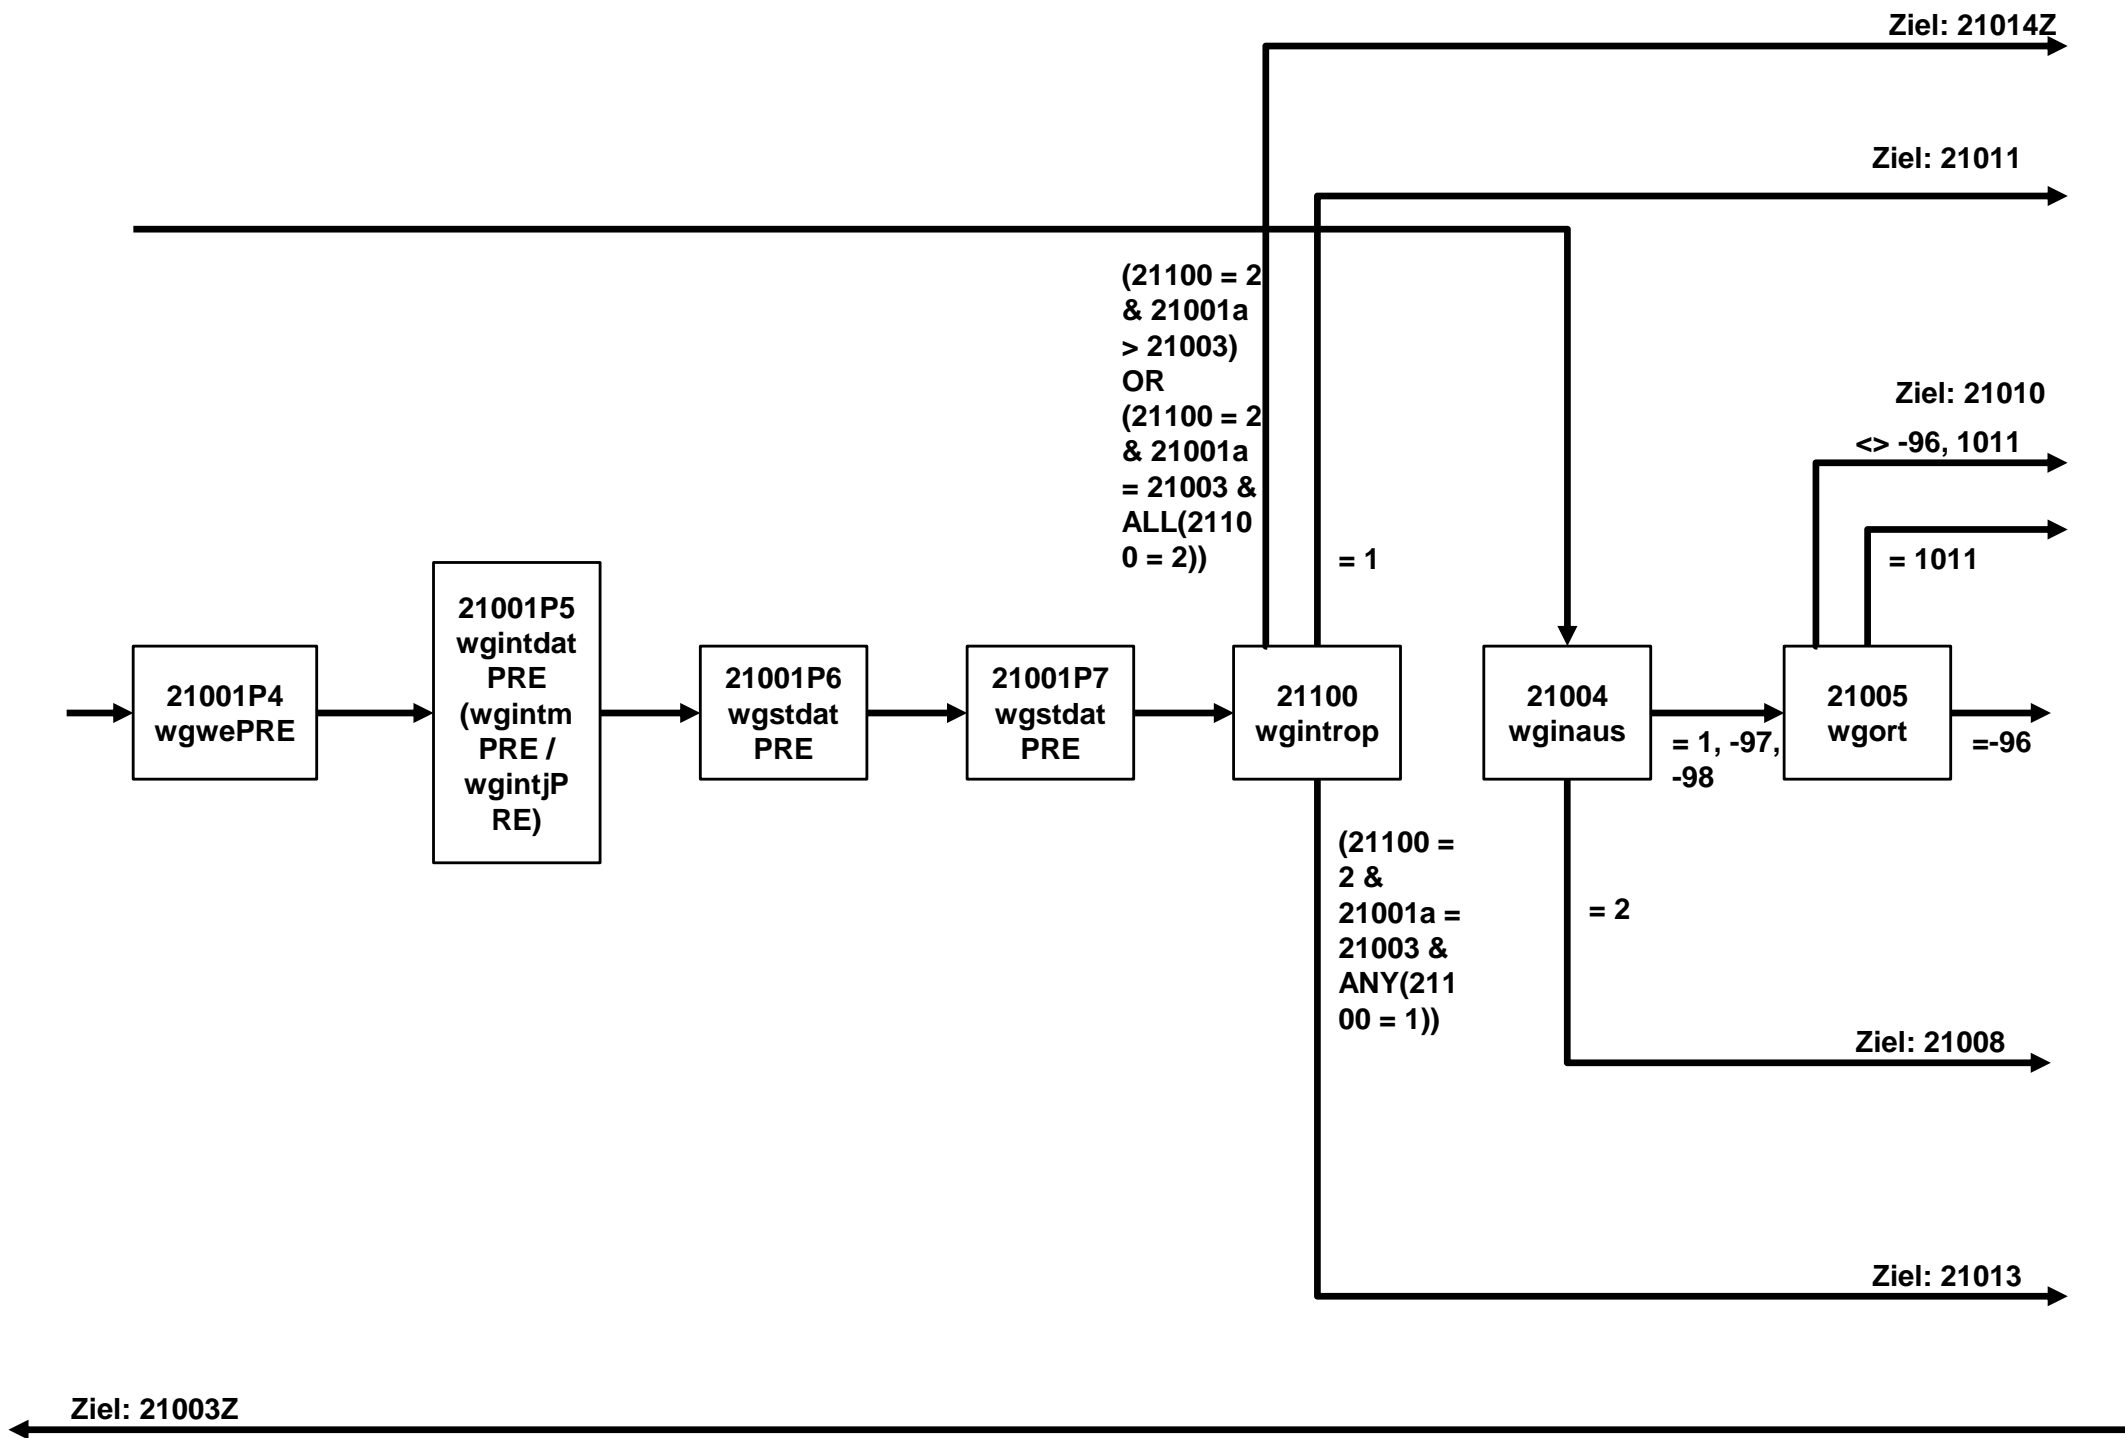 Ziel: 21014Z
Ziel: 21011
(21100 = 2
& 21001a
> 21003)
OR
(21100 = 2
& 21001a
= 21003 &
ALL(2110
0 = 2))
= 1
Ziel: 21010
<> -96, 1011
= 1011
21001P4
wgwePRE
21001P5
wgintdat
PRE
(wgintm
PRE /
wgintjP
RE)
21001P6
wgstdat
PRE
21001P7
wgstdat
PRE
21100
wgintrop
21004
wginaus
= 1, -97,
-98
21005
wgort
=-96
(21100 =
2 &
21001a =
21003 &
ANY(211
00 = 1))
= 2
Ziel: 21008
Ziel: 21013
Ziel: 21003Z